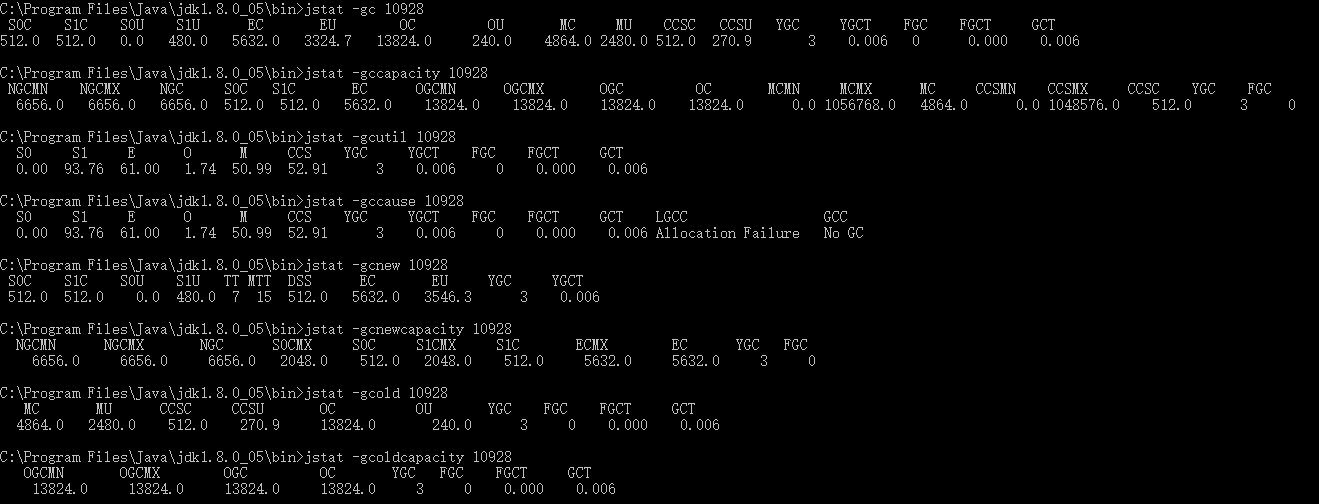 C:\Program Files\Java\jdk1.8.0_05\bin>jstat -gc 10928
S0C S1C S0U S1U EC EU OC OU MC MU CCSC CCSU YGC YGCT FGC FGCT GCT
512.0 512.0 0.0 480.0 5632.0 3324.7 13824.0 240.0 4864.0 2480.0 512.0 270.9 3 0.006 0 0.000 0.006
C:\Program Files\Java\jdk1.8.0_05\bin>jstat -gccapacity 10928
NGCMN NGCMX NGC S0C S1C EC OGCMN OGCMX OGC OC MCMN MCMX MC CCSMN CCSMX CCSC YGC FGC
6656.0 6656.0 6656.0 512.0 512.0 5632.0 13824.0 13824.0 13824.0 13824.0 0.0 1056768.0 4864.0 0.0 1048576.0 512.0 3 0
C:\Program Files\Java\jdk1.8.0_05\bin>jstat -gcutil 10928
S0 S1 E O M CCS YGC YGCT FGC FGCT GCT
0.00 93.76 61.00 1.74 50.99 52.91 3 0.006 0 0.000 0.006
C:\Program Files\Java\jdk1.8.0_05\bin>jstat -gccause 10928
S0 S1 E O M CCS YGC YGCT FGC FGCT GCT LGCC GCC
0.00 93.76 61.00 1.74 50.99 52.91 3 0.006 0 0.000 0.006 Allocation Failure No GC
C:\Program Files\Java\jdk1.8.0_05\bin>jstat -gcnew 10928
S0C S1C S0U S1U TT MTT DSS EC EU YGC YGCT
512.0 512.0 0.0 480.0 7 15 512.0 5632.0 3546.3 3 0.006
C:\Program Files\Java\jdk1.8.0_05\bin>jstat -gcnewcapacity 10928
NGCMN NGCMX NGC S0CMX S0C S1CMX S1C ECMX EC YGC FGC
6656.0 6656.0 6656.0 2048.0 512.0 2048.0 512.0 5632.0 5632.0 3 0
C:\Program Files\Java\jdk1.8.0_05\bin>jstat -gcold 10928
MC MU CCSC CCSU OC OU YGC FGC FGCT GCT
4864.0 2480.0 512.0 270.9 13824.0 240.0 3 0 0.000 0.006
C:\Program Files\Java\jdk1.8.0_05\bin>jstat -gcoldcapacity 10928
OGCMN OGCMX OGC OC YGC FGC FGCT GCT
13824.0 13824.0 13824.0 13824.0 3 0 0.000 0.006